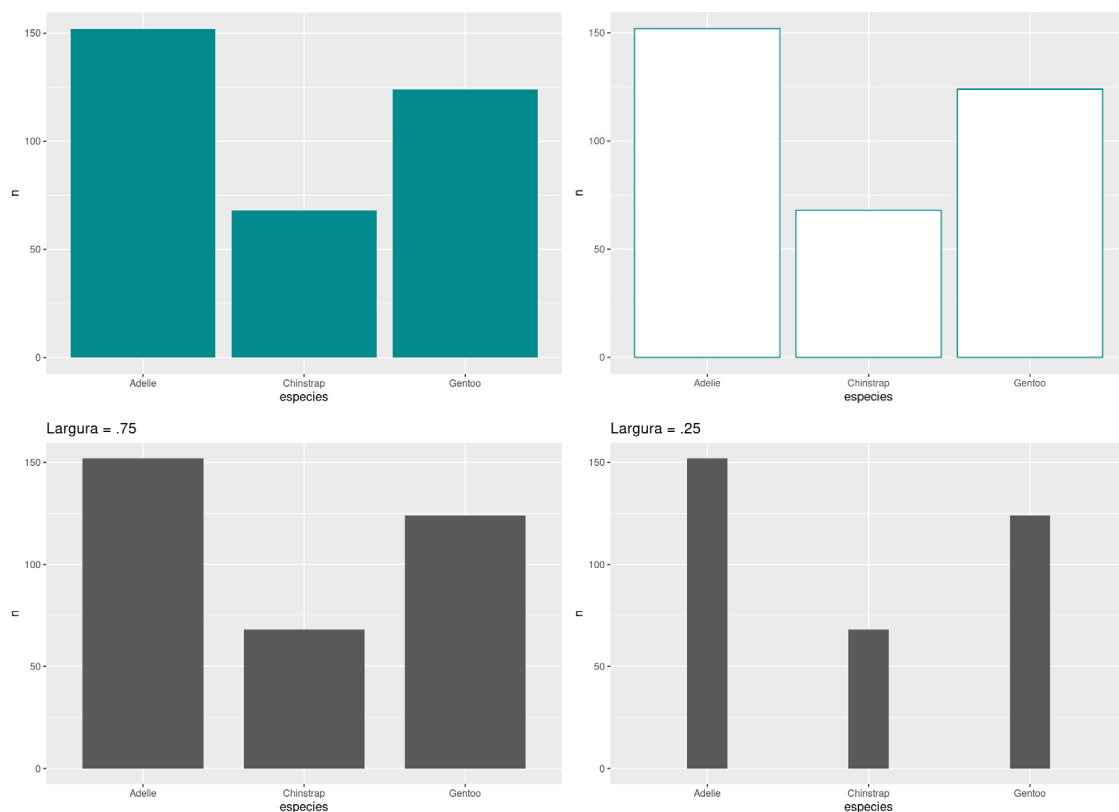 150
100
n
50
0
Adelie Chinstrap Gentoo
especies
150
100
n
50
0
Adelie Chinstrap Gentoo
especies
Largura = .75
150
100
n
50
0
Adelie Chinstrap Gentoo
especies
Largura = .25
150
100
n
50
0
Adelie Chinstrap Gentoo
especies